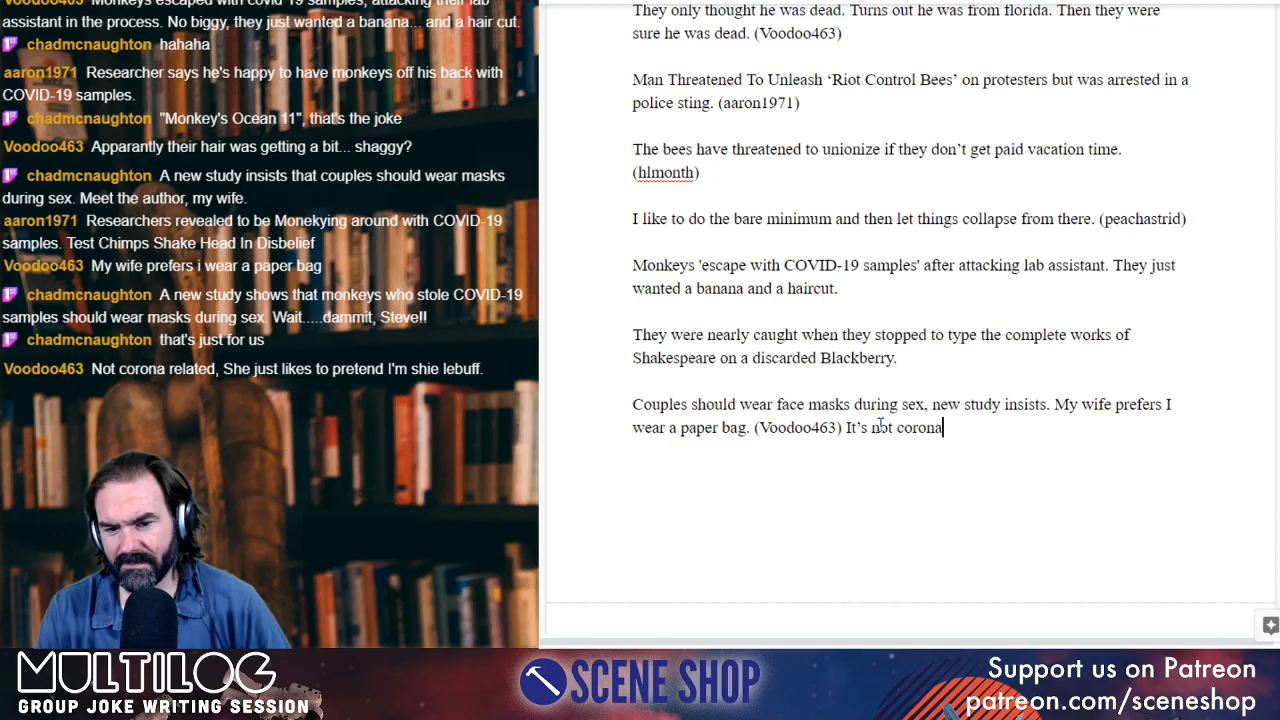 Voodoo463 Monkeys escaped with covid 19 samples, attacking their lab
assistant in the process. No biggy, they just wanted a banana... and a hair cut.
chadmcnaughton hahaha
aaron1971 Researcher says he's happy to have monkeys off his back with
COVID-19 samples.
chadmcnaughton "Monkey's Ocean 11", that's the joke
Voodoo463 Apparantly their hair was getting a bit... shaggy?
chadmcnaughton A new study insists that couples should wear masks
during sex. Meet the author, my wife.
aaron1971 Researchers revealed to be Monekying around with COVID-19
samples. Test Chimps Shake Head In Disbelief
Voodoo463 My wife prefers i wear a paper bag
chadmcnaughton A new study shows that monkeys who stole COVID-19
samples should wear masks during sex. Wait.....dammit, Steve!!
chadmcnaughton that's just for us
Voodoo463 Not corona related, She just likes to pretend I'm shie lebuff.
They only thought he was dead. Turns out he was from florida. Then they were
sure he was dead. (Voodoo463)
Man Threatened To Unleash ‘Riot Control Bees’ on protesters but was arrested in a
police sting. (aaron1971)
The bees have threatened to unionize if they don’t get paid vacation time.
(hlmonth)
I like to do the bare minimum and then let things collapse from there. (peachastrid)
Monkeys 'escape with COVID-19 samples' after attacking lab assistant. They just
wanted a banana and a haircut.
They were nearly caught when they stopped to type the complete works of
Shakespeare on a discarded Blackberry.
Couples should wear face masks during sex, new study insists. My wife prefers I
wear a paper bag. (Voodoo463) It’s not corona
MULTILOG
GROUP JOKE WRITING SESSION
SCENE SHOP
Support us on Patreon
patreon.com/sceneshop